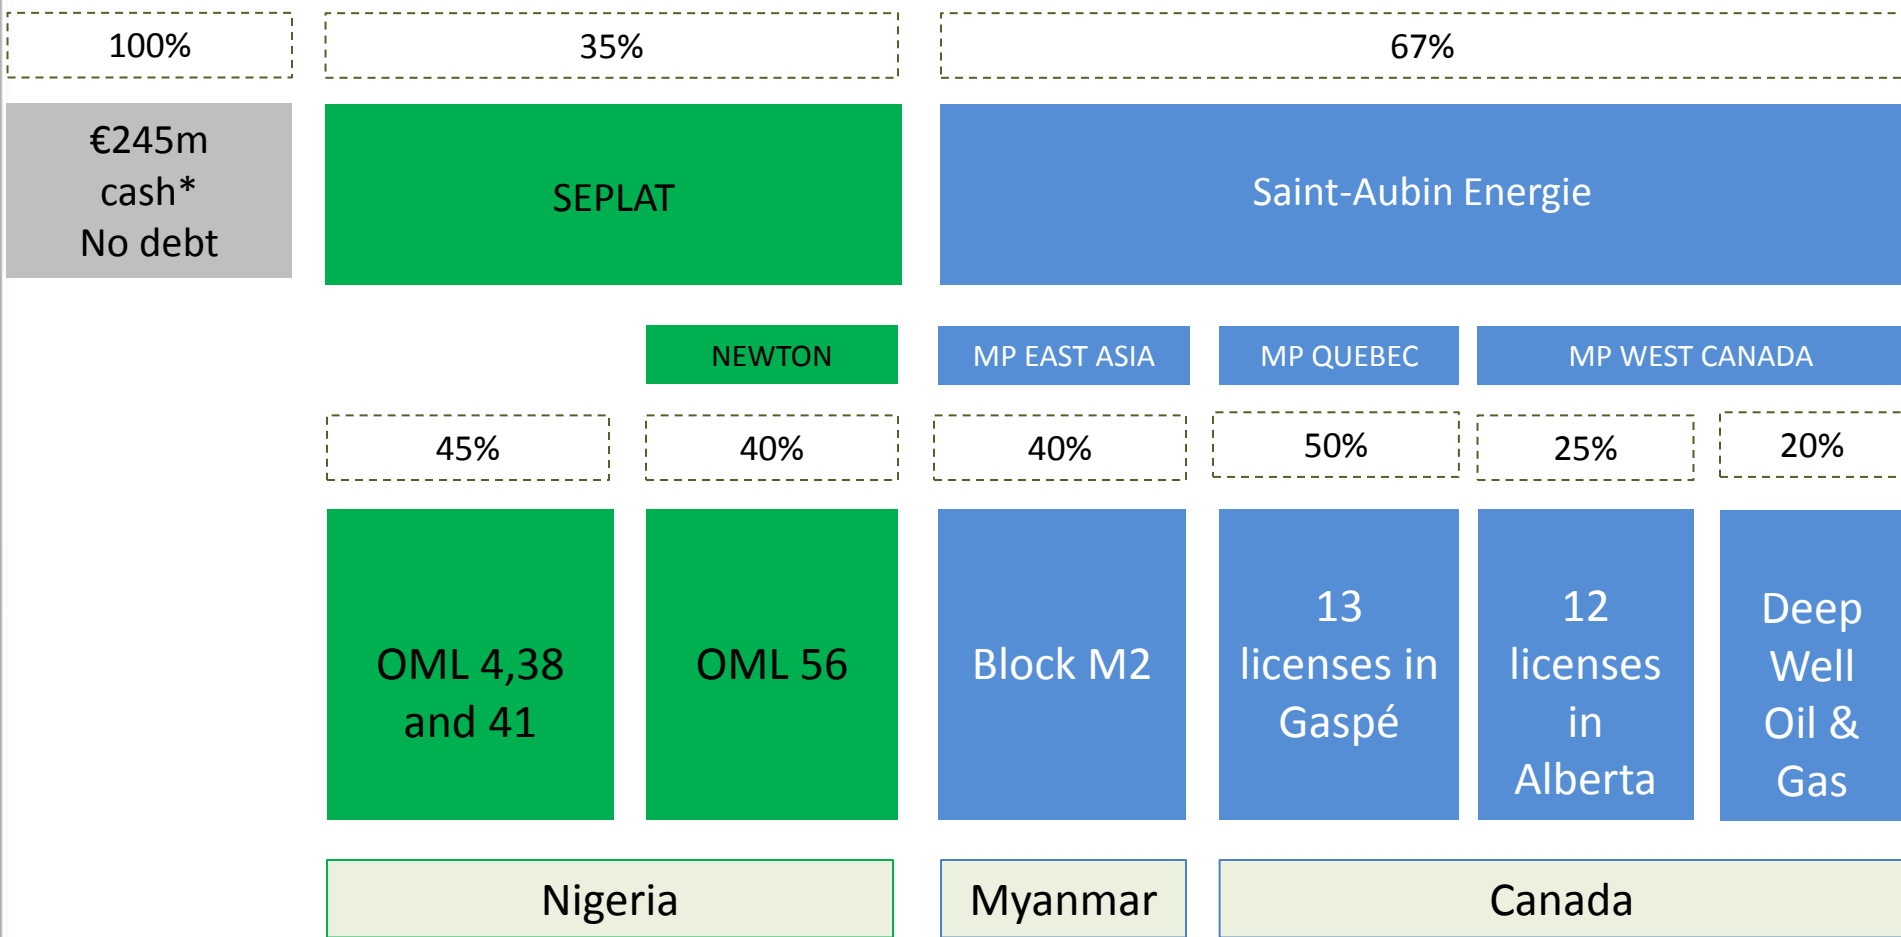 100%
35%
67%
€245m
cash*
No debt
SEPLAT
Saint-Aubin Energie
NEWTON
MP EAST ASIA
MP QUEBEC
MP WEST CANADA
45%
40%
40%
50%
25%
20%
OML 4,38
and 41
OML 56
Block M2
13
licenses in
Gaspé
12
licenses
in
Alberta
Deep
Well
Oil &
Gas
Nigeria
Myanmar
Canada